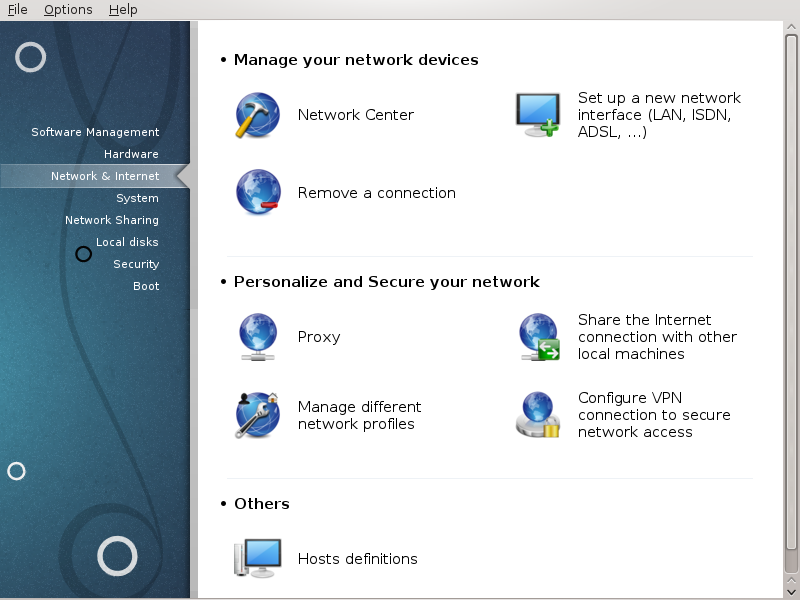 File Options Help
Software Management
Hardware
Network & Internet
System
Network Sharing
Local disks
Security
Boot
• Manage your network devices
Network Center
Set up a new network
interface (LAN, ISDN,
ADSL, ...)
Remove a connection
• Personalize and Secure your network
Proxy
Share the Internet
connection with other
local machines
Manage different
network profiles
Configure VPN
connection to secure
network access
• Others
Hosts definitions